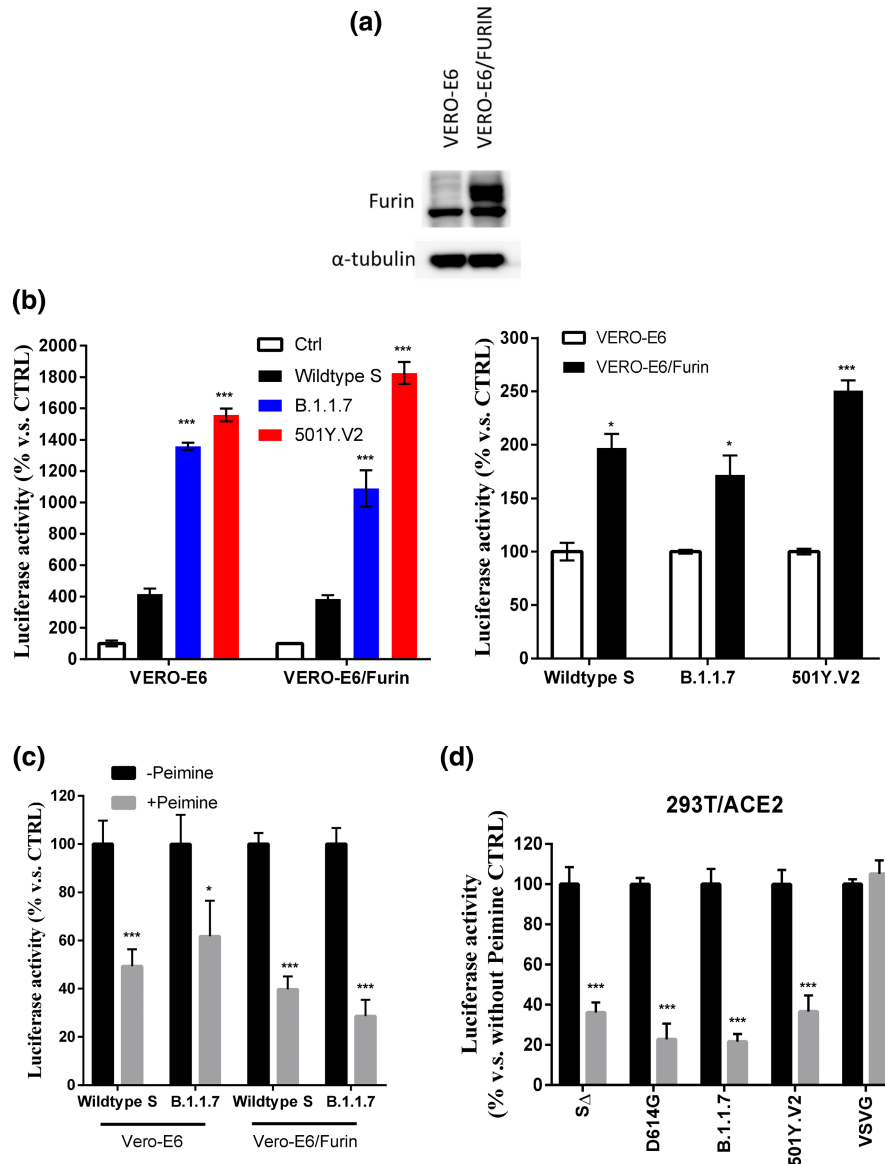 (a)
VERO-E6
VERO-E6/FURIN
Furin
α-tubulin
(b)
Luciferase activity (% v.s. CTRL)
2000
1800
1600
1400
1200
1000
800
600
400
200
0
Ctrl
Wildtype S
B.1.1.7
501Y.V2
***
***
***
***
VERO-E6
VERO-E6/Furin
Luciferase activity (% v.s. CTRL)
300
250
200
150
100
50
0
VERO-E6
VERO-E6/Furin
*
*
***
Wildtype S
B.1.1.7
501Y.V2
(c)
-Peimine
+Peimine
Luciferase activity (% v.s. CTRL)
120
100
80
60
40
20
0
***
*
***
***
Wildtype S
B.1.1.7
Wildtype S
B.1.1.7
Vero-E6
Vero-E6/Furin
(d)
293T/ACE2
Luciferase activity
(% v.s. without Peimine CTRL)
120
100
80
60
40
20
0
***
***
***
***
SΔ
D614G
B.1.1.7
501Y.V2
VSVG